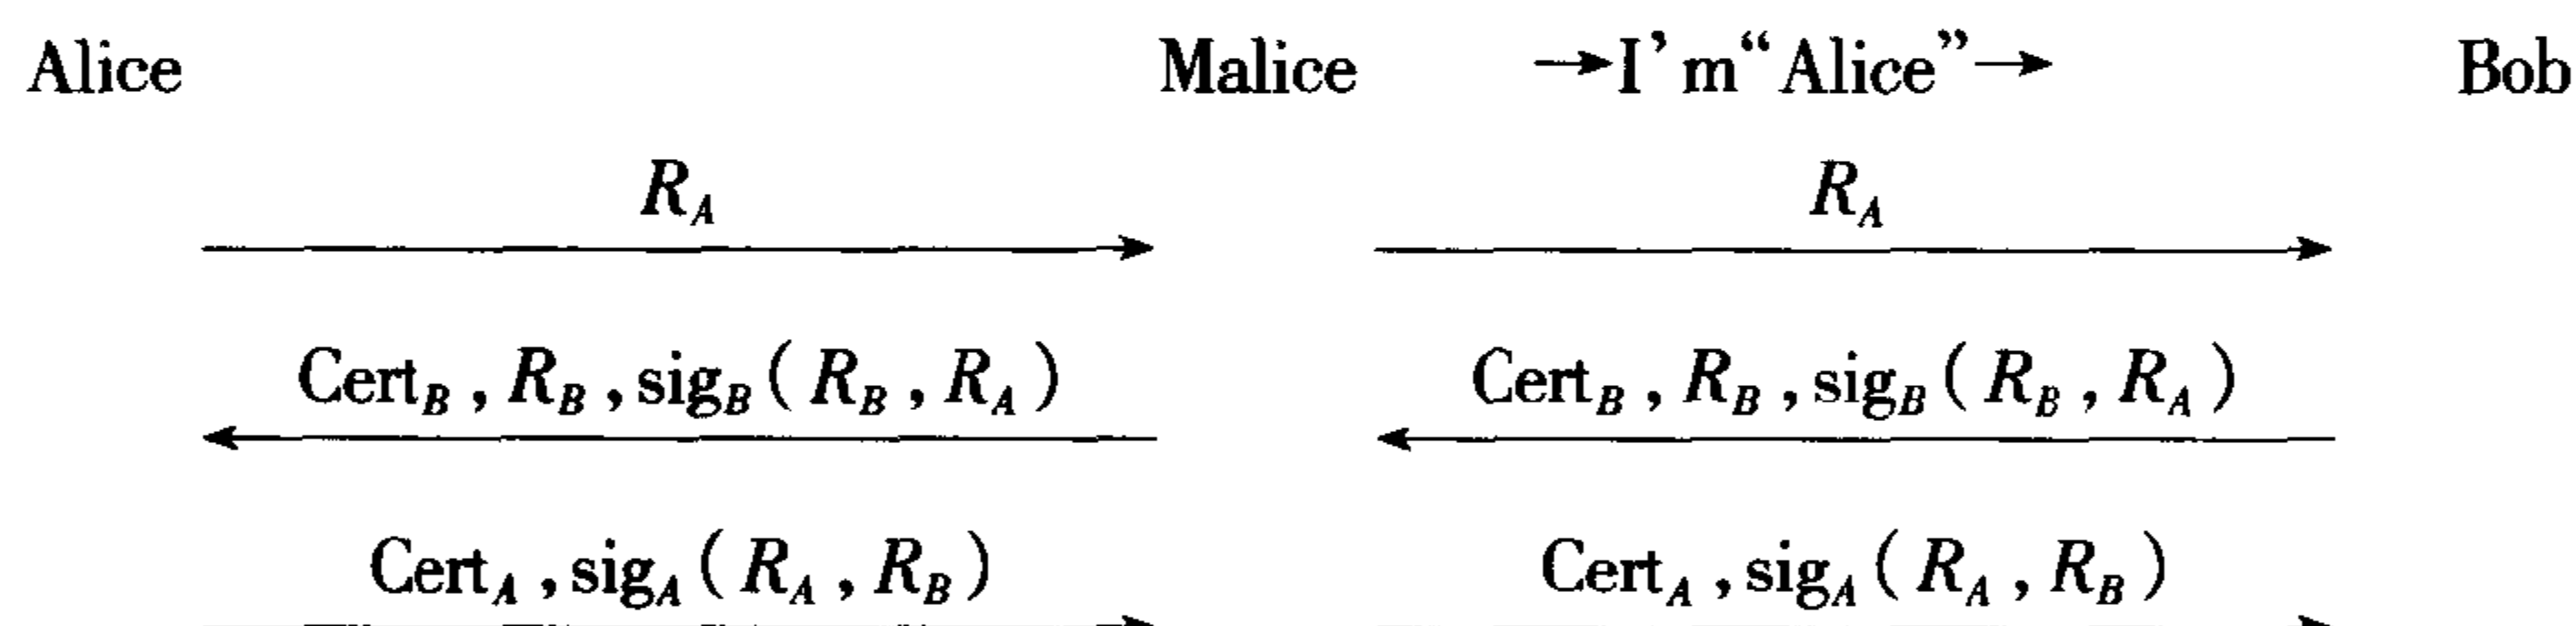 Alice Malice →I'm“Alice”→ Bob
R_A R_A
Cert_B, R_B, sig_B(R_B, R_A) Cert_B, R_B, sig_B(R_B, R_A)
Cert_A, sig_A(R_A, R_B) Cert_A, sig_A(R_A, R_B)